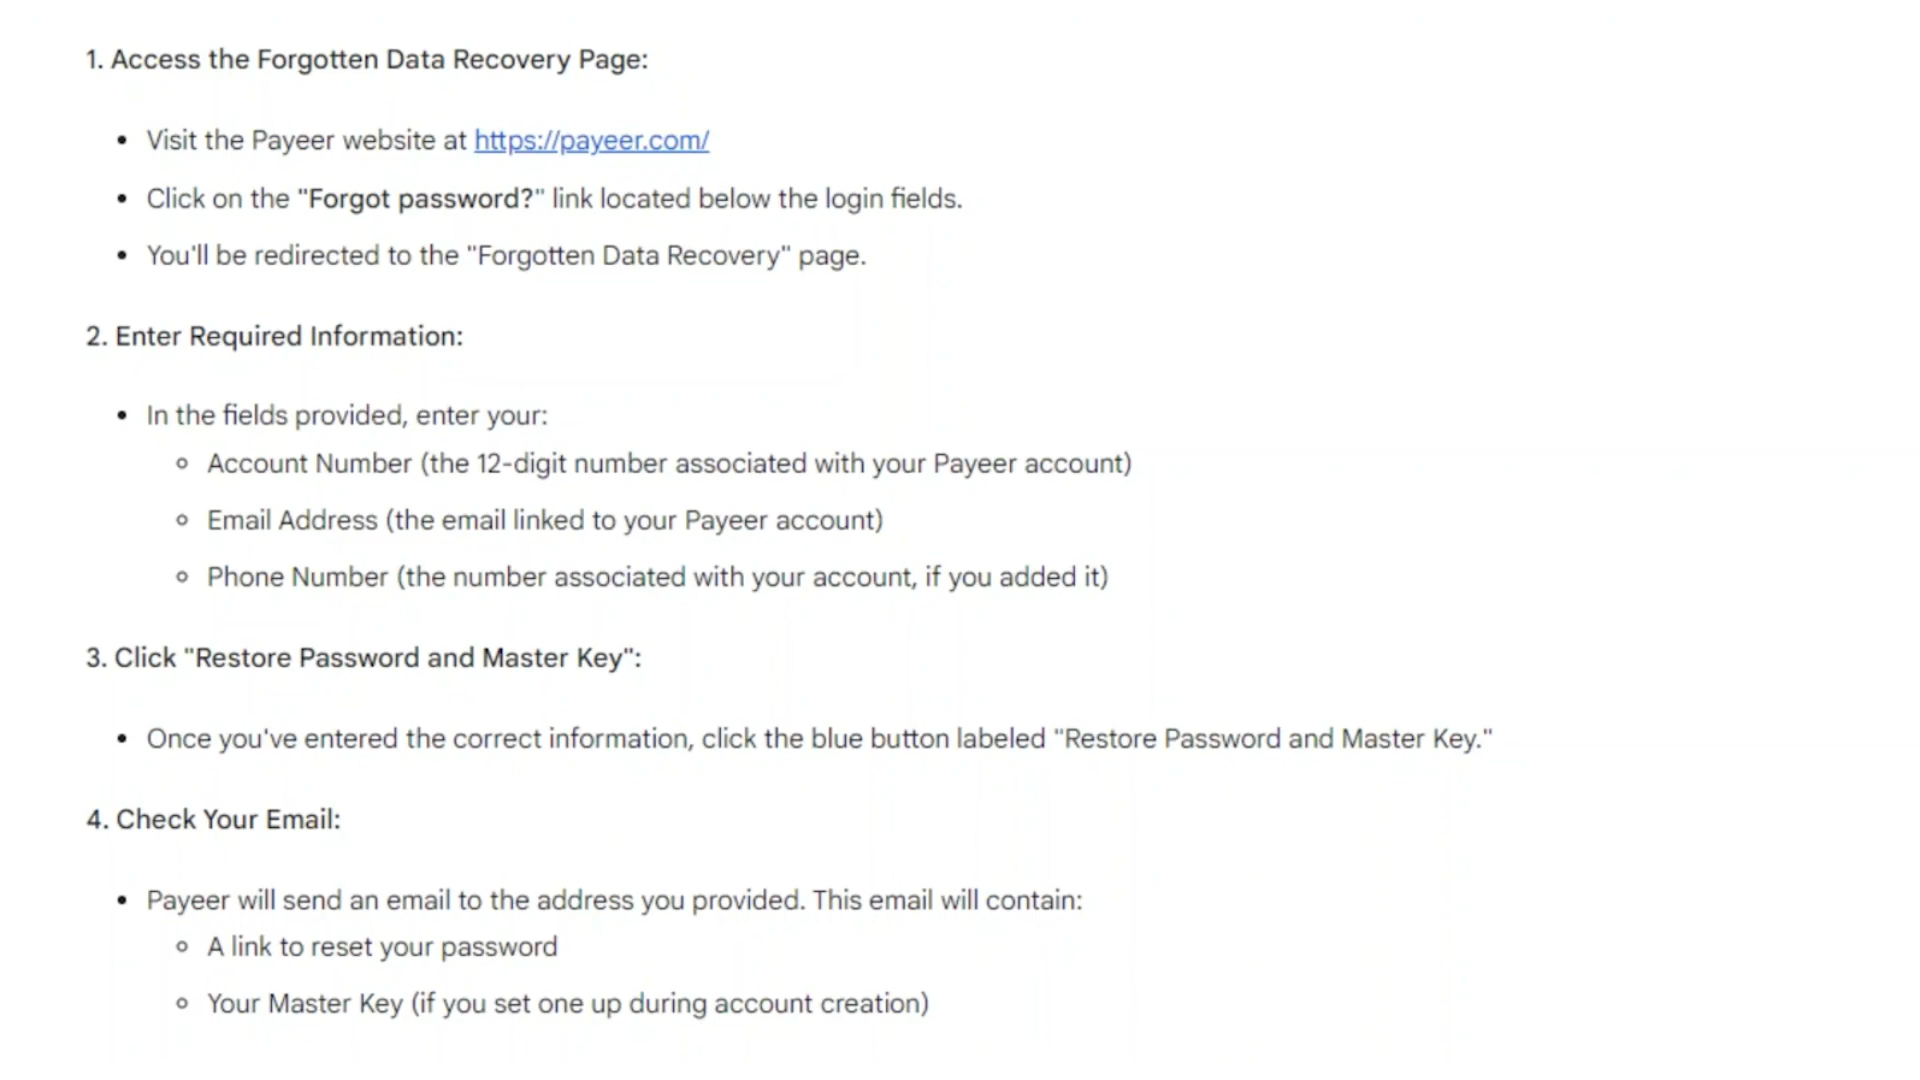 1. Access the Forgotten Data Recovery Page:
• Visit the Payeer website at https://payeer.com/
• Click on the "Forgot password?" link located below the login fields.
• You'll be redirected to the "Forgotten Data Recovery" page.
2. Enter Required Information:
• In the fields provided, enter your:
◦ Account Number (the 12-digit number associated with your Payeer account)
◦ Email Address (the email linked to your Payeer account)
◦ Phone Number (the number associated with your account, if you added it)
3. Click "Restore Password and Master Key":
• Once you've entered the correct information, click the blue button labeled "Restore Password and Master Key."
4. Check Your Email:
• Payeer will send an email to the address you provided. This email will contain:
◦ A link to reset your password
◦ Your Master Key (if you set one up during account creation)